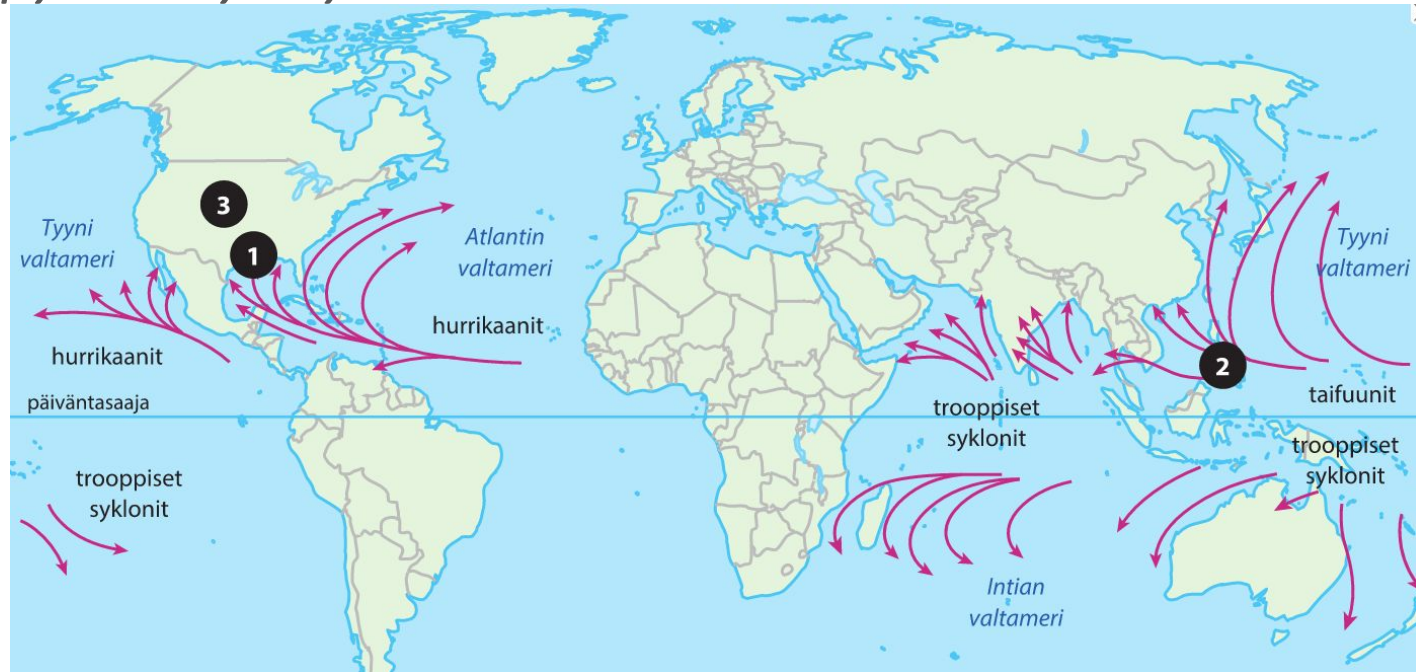 3
Tyyni
valtameri
1
Atlantin
valtameri
hurrikaanit
hurrikaanit
päiväntasaaja
trooppiset
syklonit
trooppiset
syklonit
Intian
valtameri
Tyyni
valtameri
2
taifuunit
trooppiset
syklonit